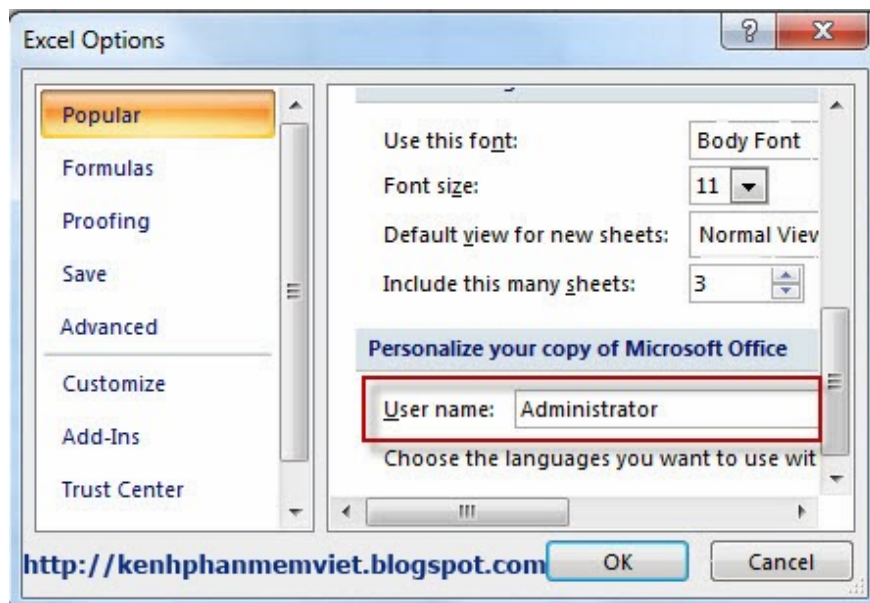 Excel Options
Popular
Formulas
Proofing
Save
Advanced
Customize
Add-Ins
Trust Center
Use this font: Body Font
Font size: 11
Default view for new sheets: Normal View
Include this many sheets: 3
Personalize your copy of Microsoft Office
User name: Administrator
Choose the languages you want to use wit
http://kenhphanmemviet.blogspot.com
OK
Cancel